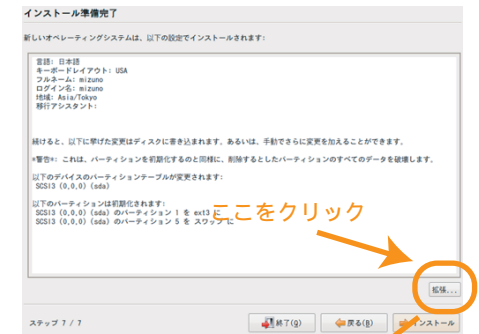 インストール準備完了
新しいオペレーティングシステムは、以下の設定でインストールされます:
言語: 日本語
キーボードレイアウト: USA
フルネーム: mizuno
ログイン名: mizuno
地域: Asia/Tokyo
移行アシスタント:
続けると、以下に挙げた変更はディスクに書き込まれます。あるいは、手動でさらに変更を加えることができます。
*警告*: これは、パーティションを初期化するのと同様に、削除するとしたパーティションのすべてのデータを破壊します。
以下のデバイスのパーティションテーブルが変更されます:
SCSI3 (0,0,0) (sda)
以下のパーティションは初期化されます:
SCSI3 (0,0,0) (sda) のパーティション 1 を ext3 に
SCSI3 (0,0,0) (sda) のパーティション 5 を スワップ に
ここをクリック
拡張...
ステップ 7 / 7
終了(Q)
戻る(B)
インストール